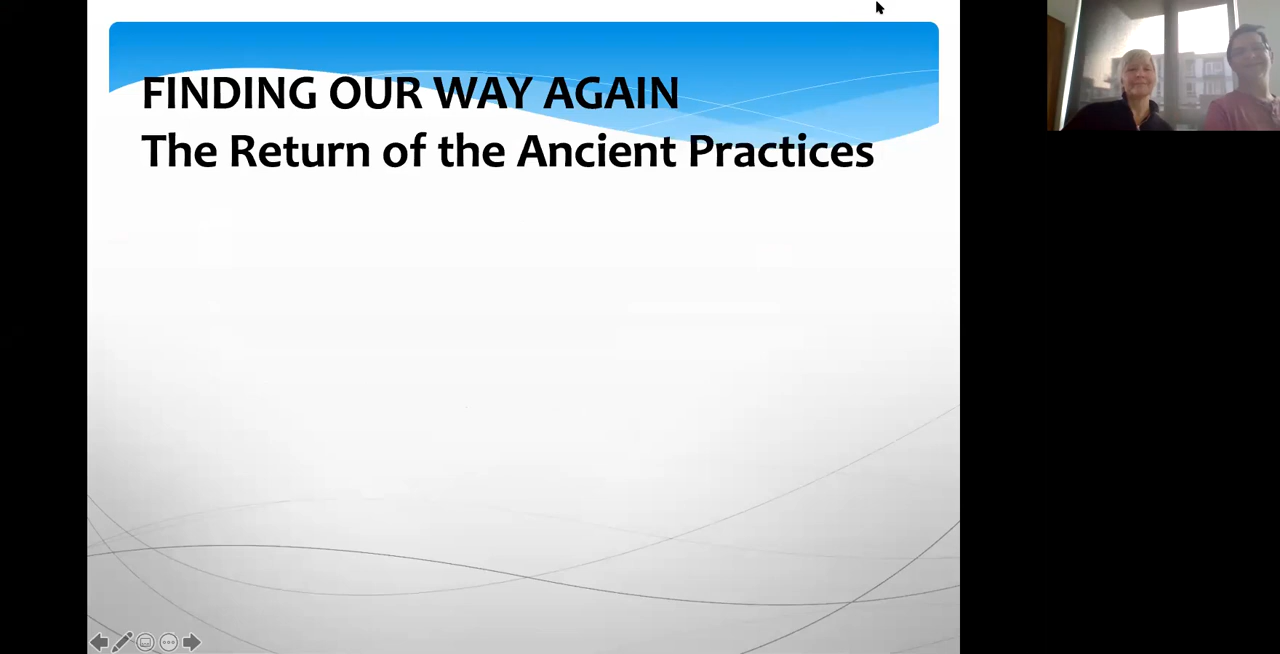 FINDING OUR WAY AGAIN
The Return of the Ancient Practices